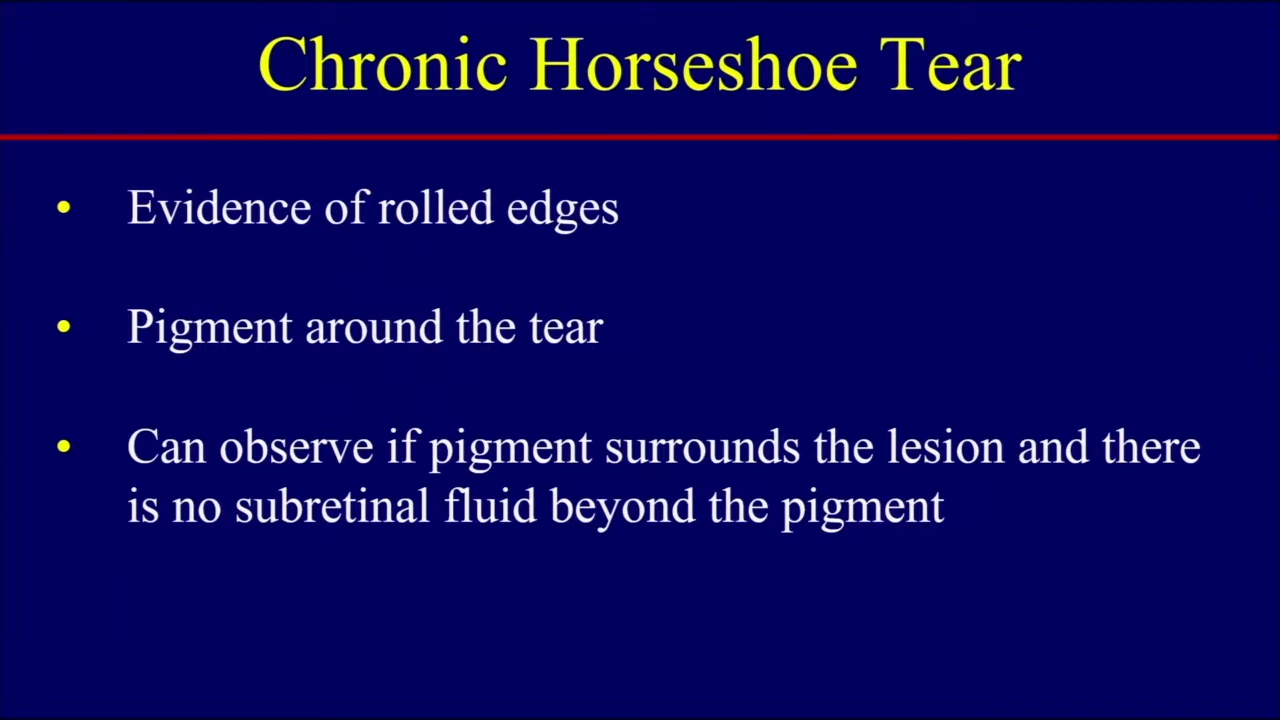 Chronic Horseshoe Tear
• Evidence of rolled edges
• Pigment around the tear
• Can observe if pigment surrounds the lesion and there
is no subretinal fluid beyond the pigment